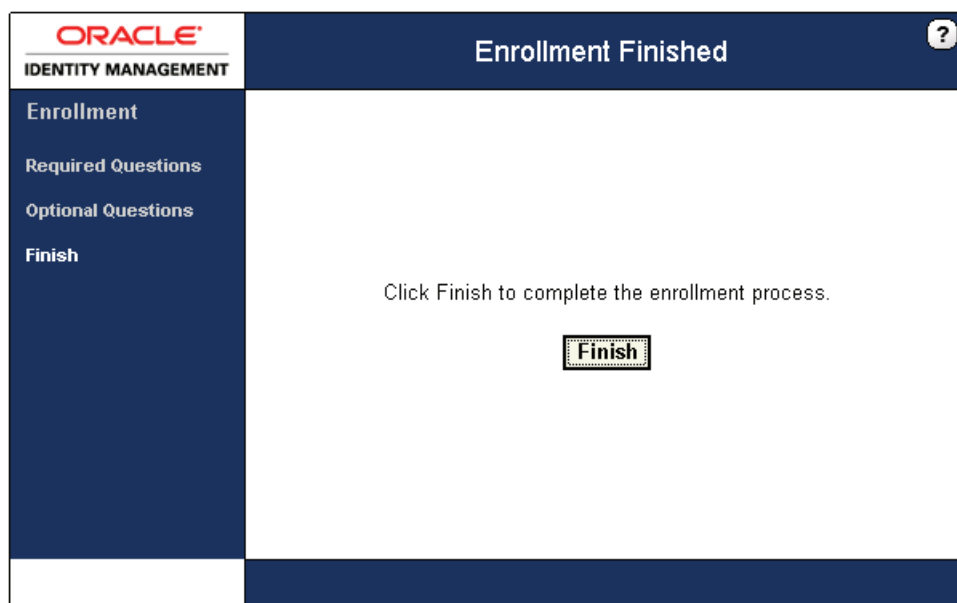 ORACLE
IDENTITY MANAGEMENT
Enrollment Finished
?
Enrollment
Required Questions
Optional Questions
Finish
Click Finish to complete the enrollment process.
Finish